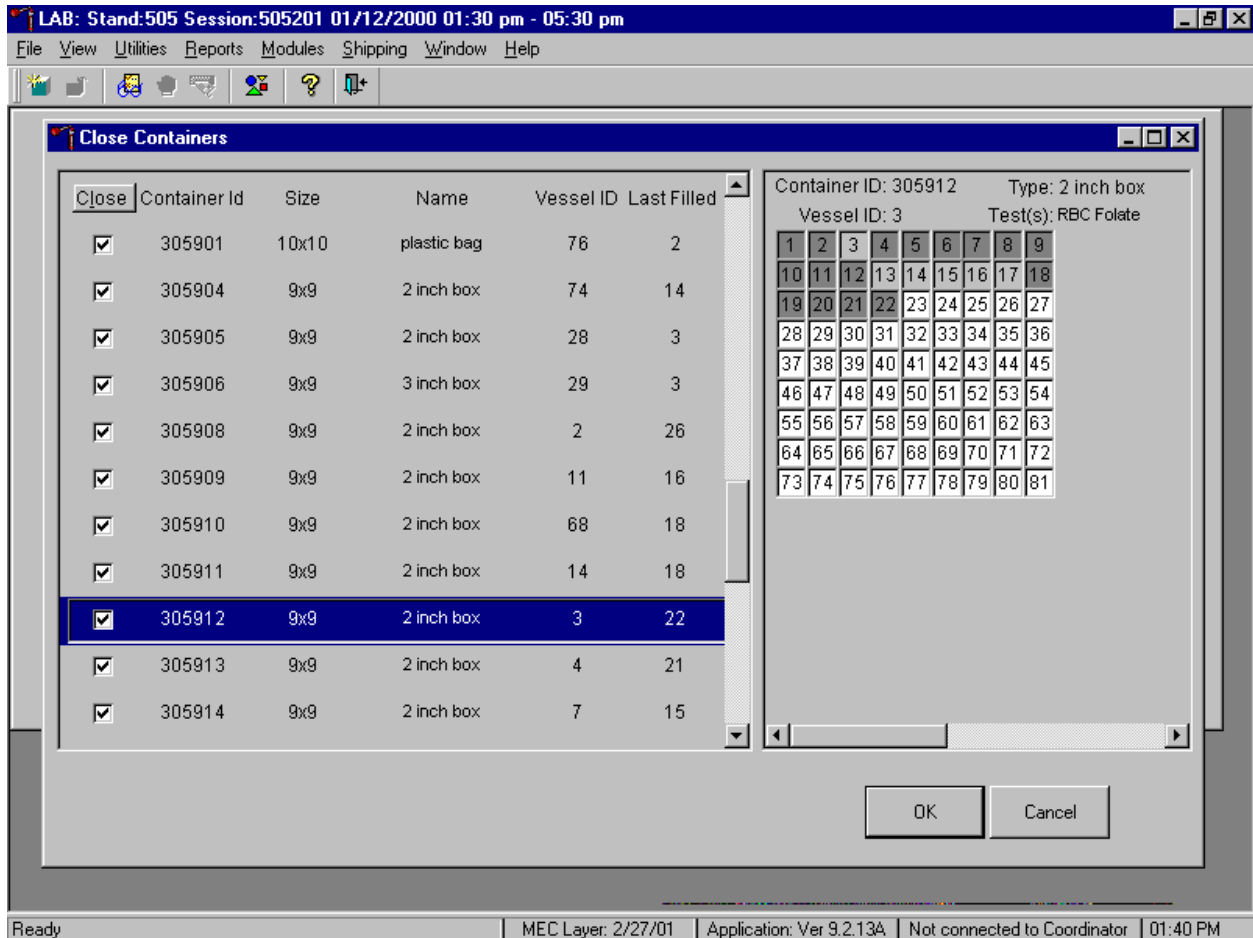 LAB: Stand:505 Session:505201 01/12/2000 01:30 pm - 05:30 pm
File View Utilities Reports Modules Shipping Window Help
Close Containers
Close Container Id Size Name Vessel ID Last Filled
305901 10x10 plastic bag 76 2
305904 9x9 2 inch box 74 14
305905 9x9 2 inch box 28 3
305906 9x9 3 inch box 29 3
305908 9x9 2 inch box 2 26
305909 9x9 2 inch box 11 16
305910 9x9 2 inch box 68 18
305911 9x9 2 inch box 14 18
305912 9x9 2 inch box 3 22
305913 9x9 2 inch box 4 21
305914 9x9 2 inch box 7 15
Container ID: 305912 Type: 2 inch box
Vessel ID: 3 Test(s): RBC Folate
1 2 3 4 5 6 7 8 9
10 11 12 13 14 15 16 17 18
19 20 21 22 23 24 25 26 27
28 29 30 31 32 33 34 35 36
37 38 39 40 41 42 43 44 45
46 47 48 49 50 51 52 53 54
55 56 57 58 59 60 61 62 63
64 65 66 67 68 69 70 71 72
73 74 75 76 77 78 79 80 81
OK Cancel
Ready MEC Layer: 2/27/01 Application: Ver 9.2.13A Not connected to Coordinator 01:40 PM